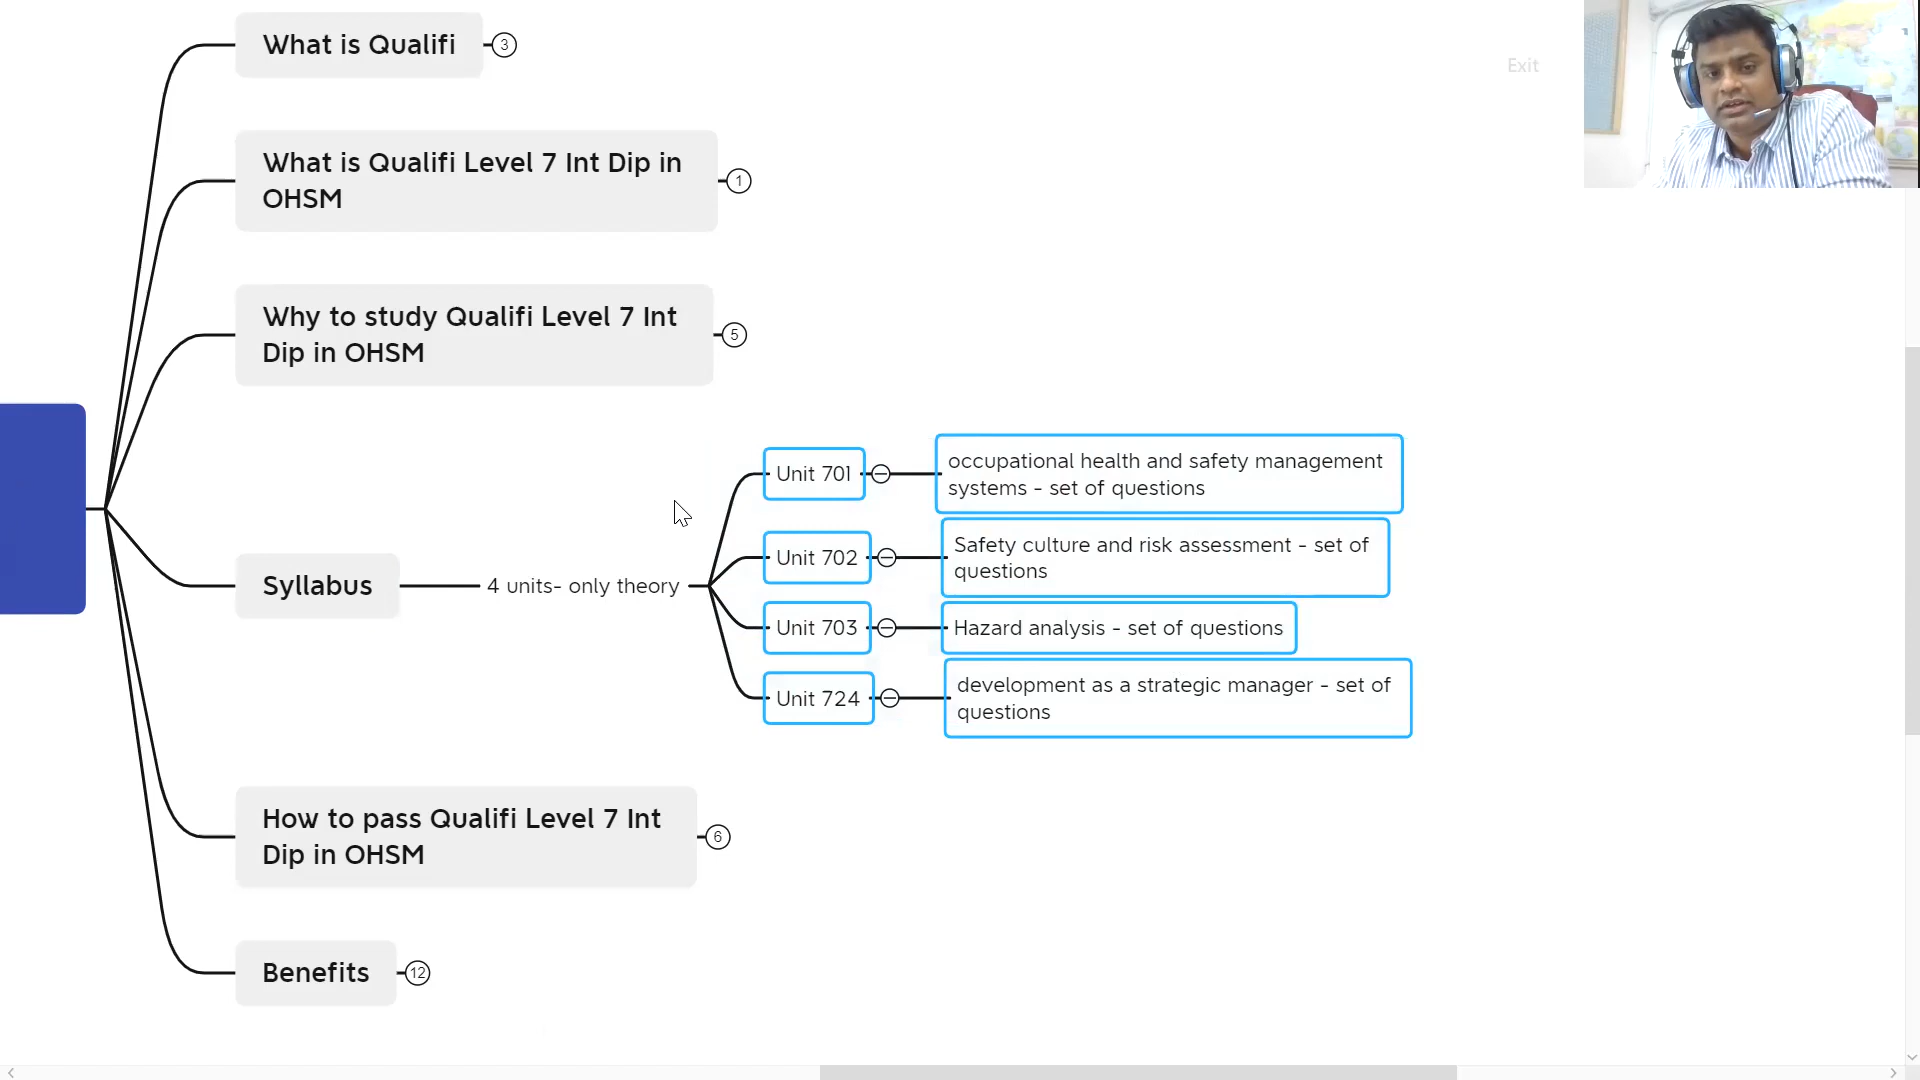 What is Qualifi
3
Exit
What is Qualifi Level 7 Int Dip in
OHSM
1
Why to study Qualifi Level 7 Int
Dip in OHSM
5
Syllabus
4 units- only theory
Unit 701
occupational health and safety management
systems - set of questions
Unit 702
Safety culture and risk assessment - set of
questions
Unit 703
Hazard analysis - set of questions
Unit 724
development as a strategic manager - set of
questions
How to pass Qualifi Level 7 Int
Dip in OHSM
6
Benefits
12